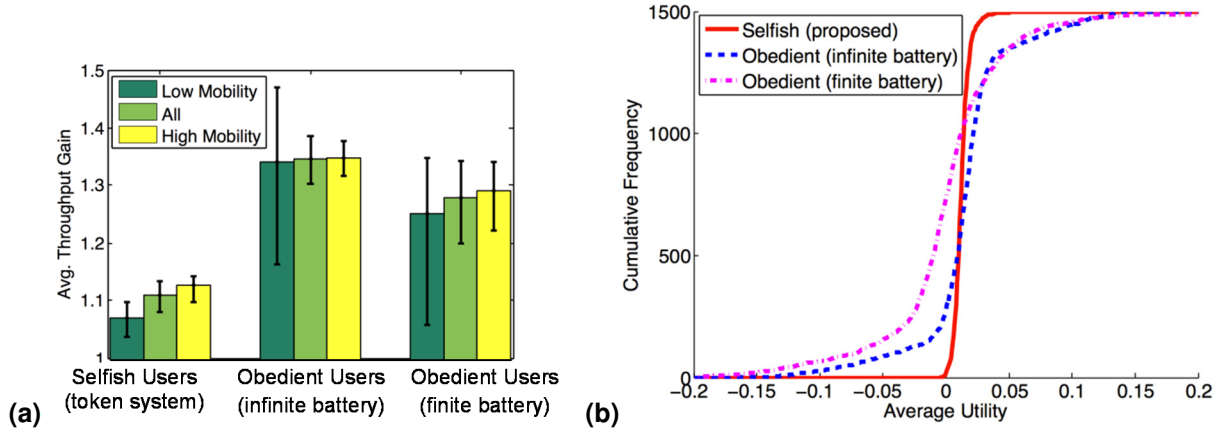 1.5
1.4
1.3
1.2
1.1
1
Avg. Throughput Gain
Low Mobility
All
High Mobility
Selfish Users
(token system)
Obedient Users
(infinite battery)
Obedient Users
(finite battery)
(a)
1500
1000
500
0
Cumulative Frequency
Selfish (proposed)
Obedient (infinite battery)
Obedient (finite battery)
−0.2 −0.15 −0.1 −0.05 0 0.05 0.1 0.15 0.2
Average Utility
(b)